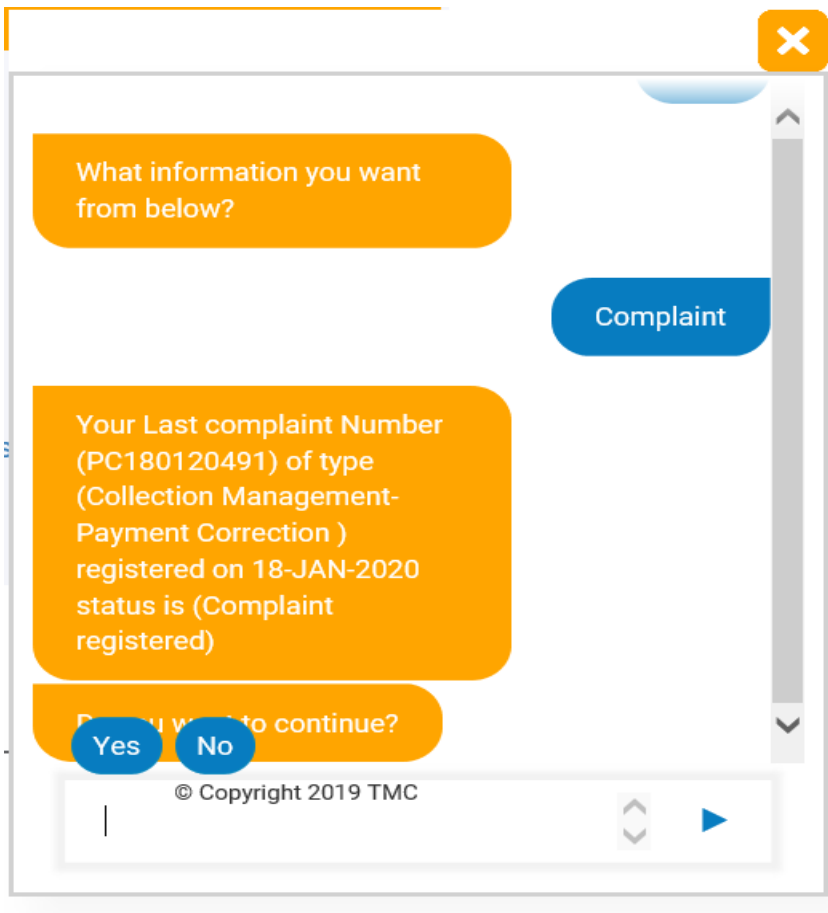 What information you want
from below?
Complaint
Your Last complaint Number
(PC180120491) of type
(Collection Management-
Payment Correction )
registered on 18-JAN-2020
status is (Complaint
registered)
to continue?
Yes No
© Copyright 2019 TMC